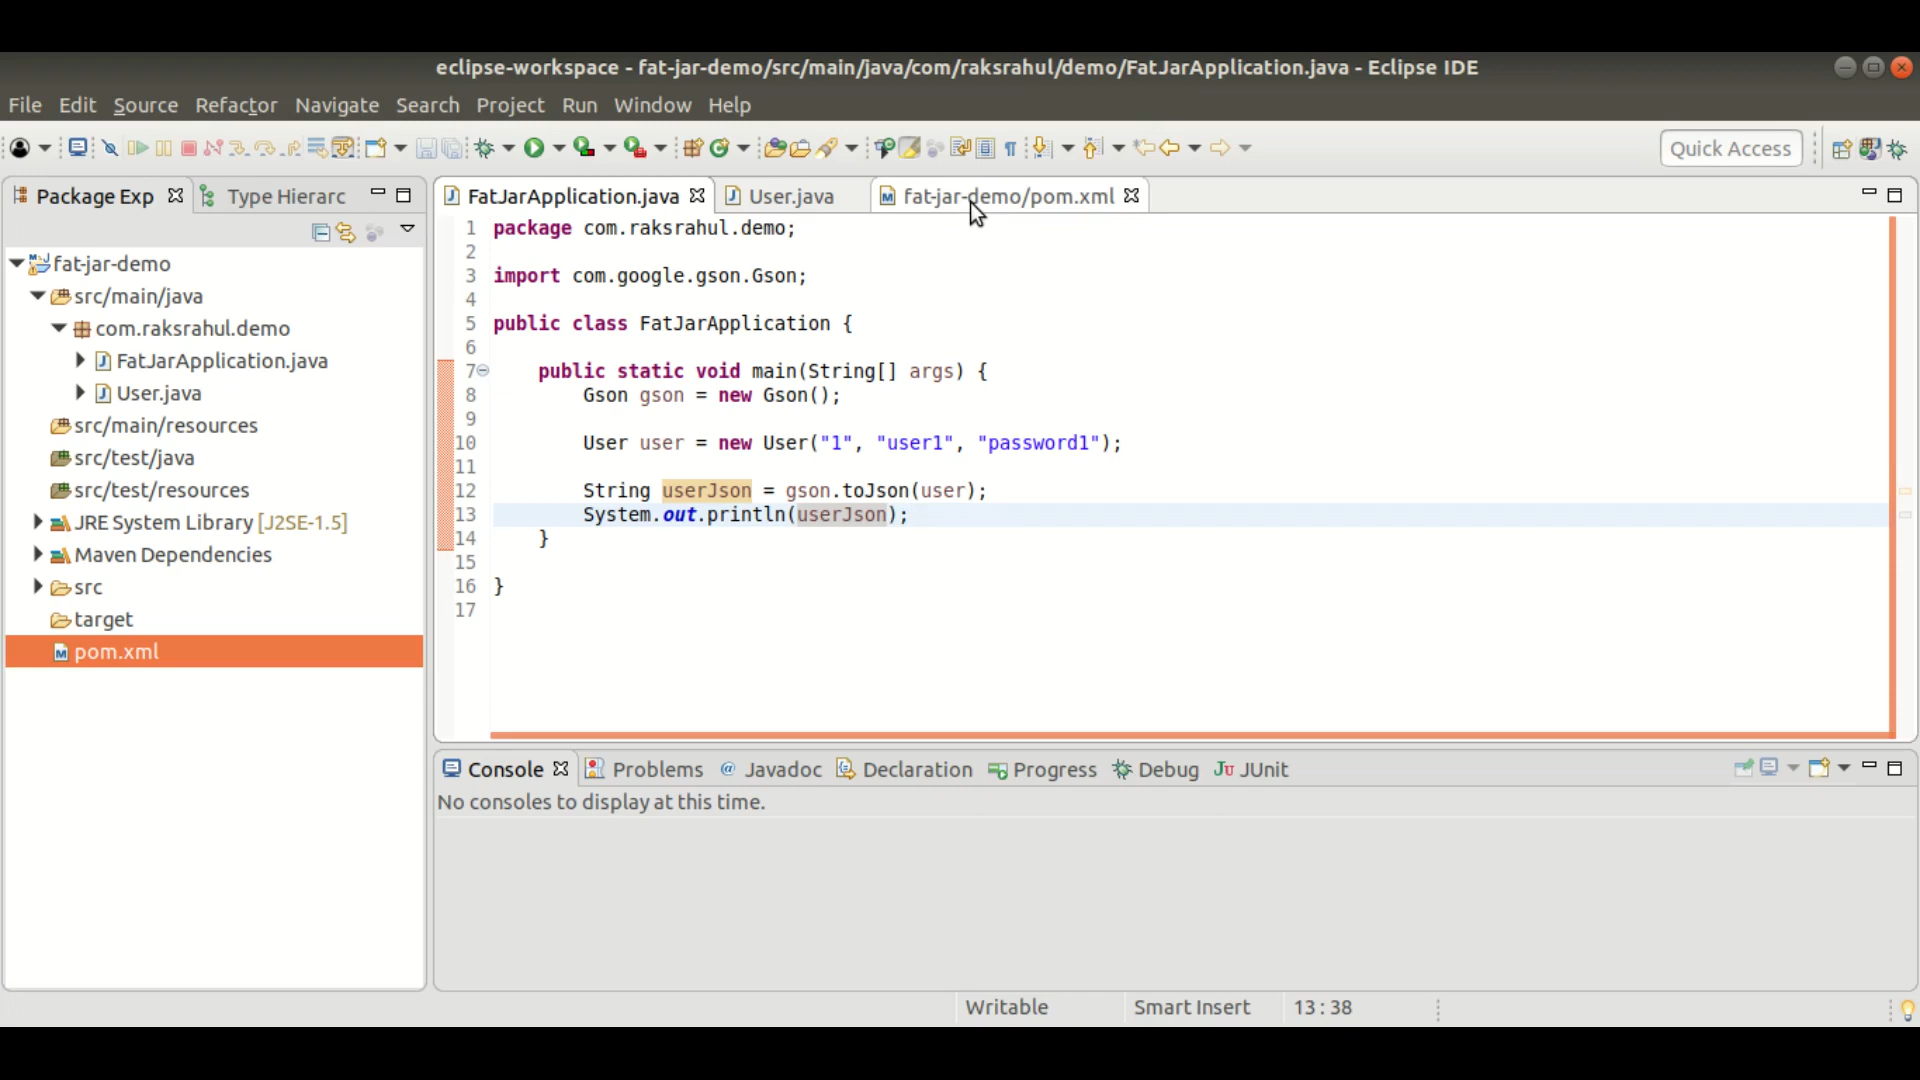 eclipse-workspace - fat-jar-demo/src/main/java/com/raksrahul/demo/FatJarApplication.java - Eclipse IDE
File Edit Source Refactor Navigate Search Project Run Window Help
Quick Access
Package Exp Type Hierarc
fat-jar-demo
src/main/java
com.raksrahul.demo
FatJarApplication.java
User.java
src/main/resources
src/test/java
src/test/resources
JRE System Library [J2SE-1.5]
Maven Dependencies
src
target
pom.xml
FatJarApplication.java User.java fat-jar-demo/pom.xml
1 package com.raksrahul.demo;
2
3 import com.google.gson.Gson;
4
5 public class FatJarApplication {
6
7 public static void main(String[] args) {
8 Gson gson = new Gson();
9
10 User user = new User("1", "user1", "password1");
11
12 String userJson = gson.toJson(user);
13 System.out.println(userJson);
14 }
15
16 }
17
Console Problems @ Javadoc Declaration Progress Debug Ju JUnit
No consoles to display at this time.
Writable Smart Insert 13 : 38